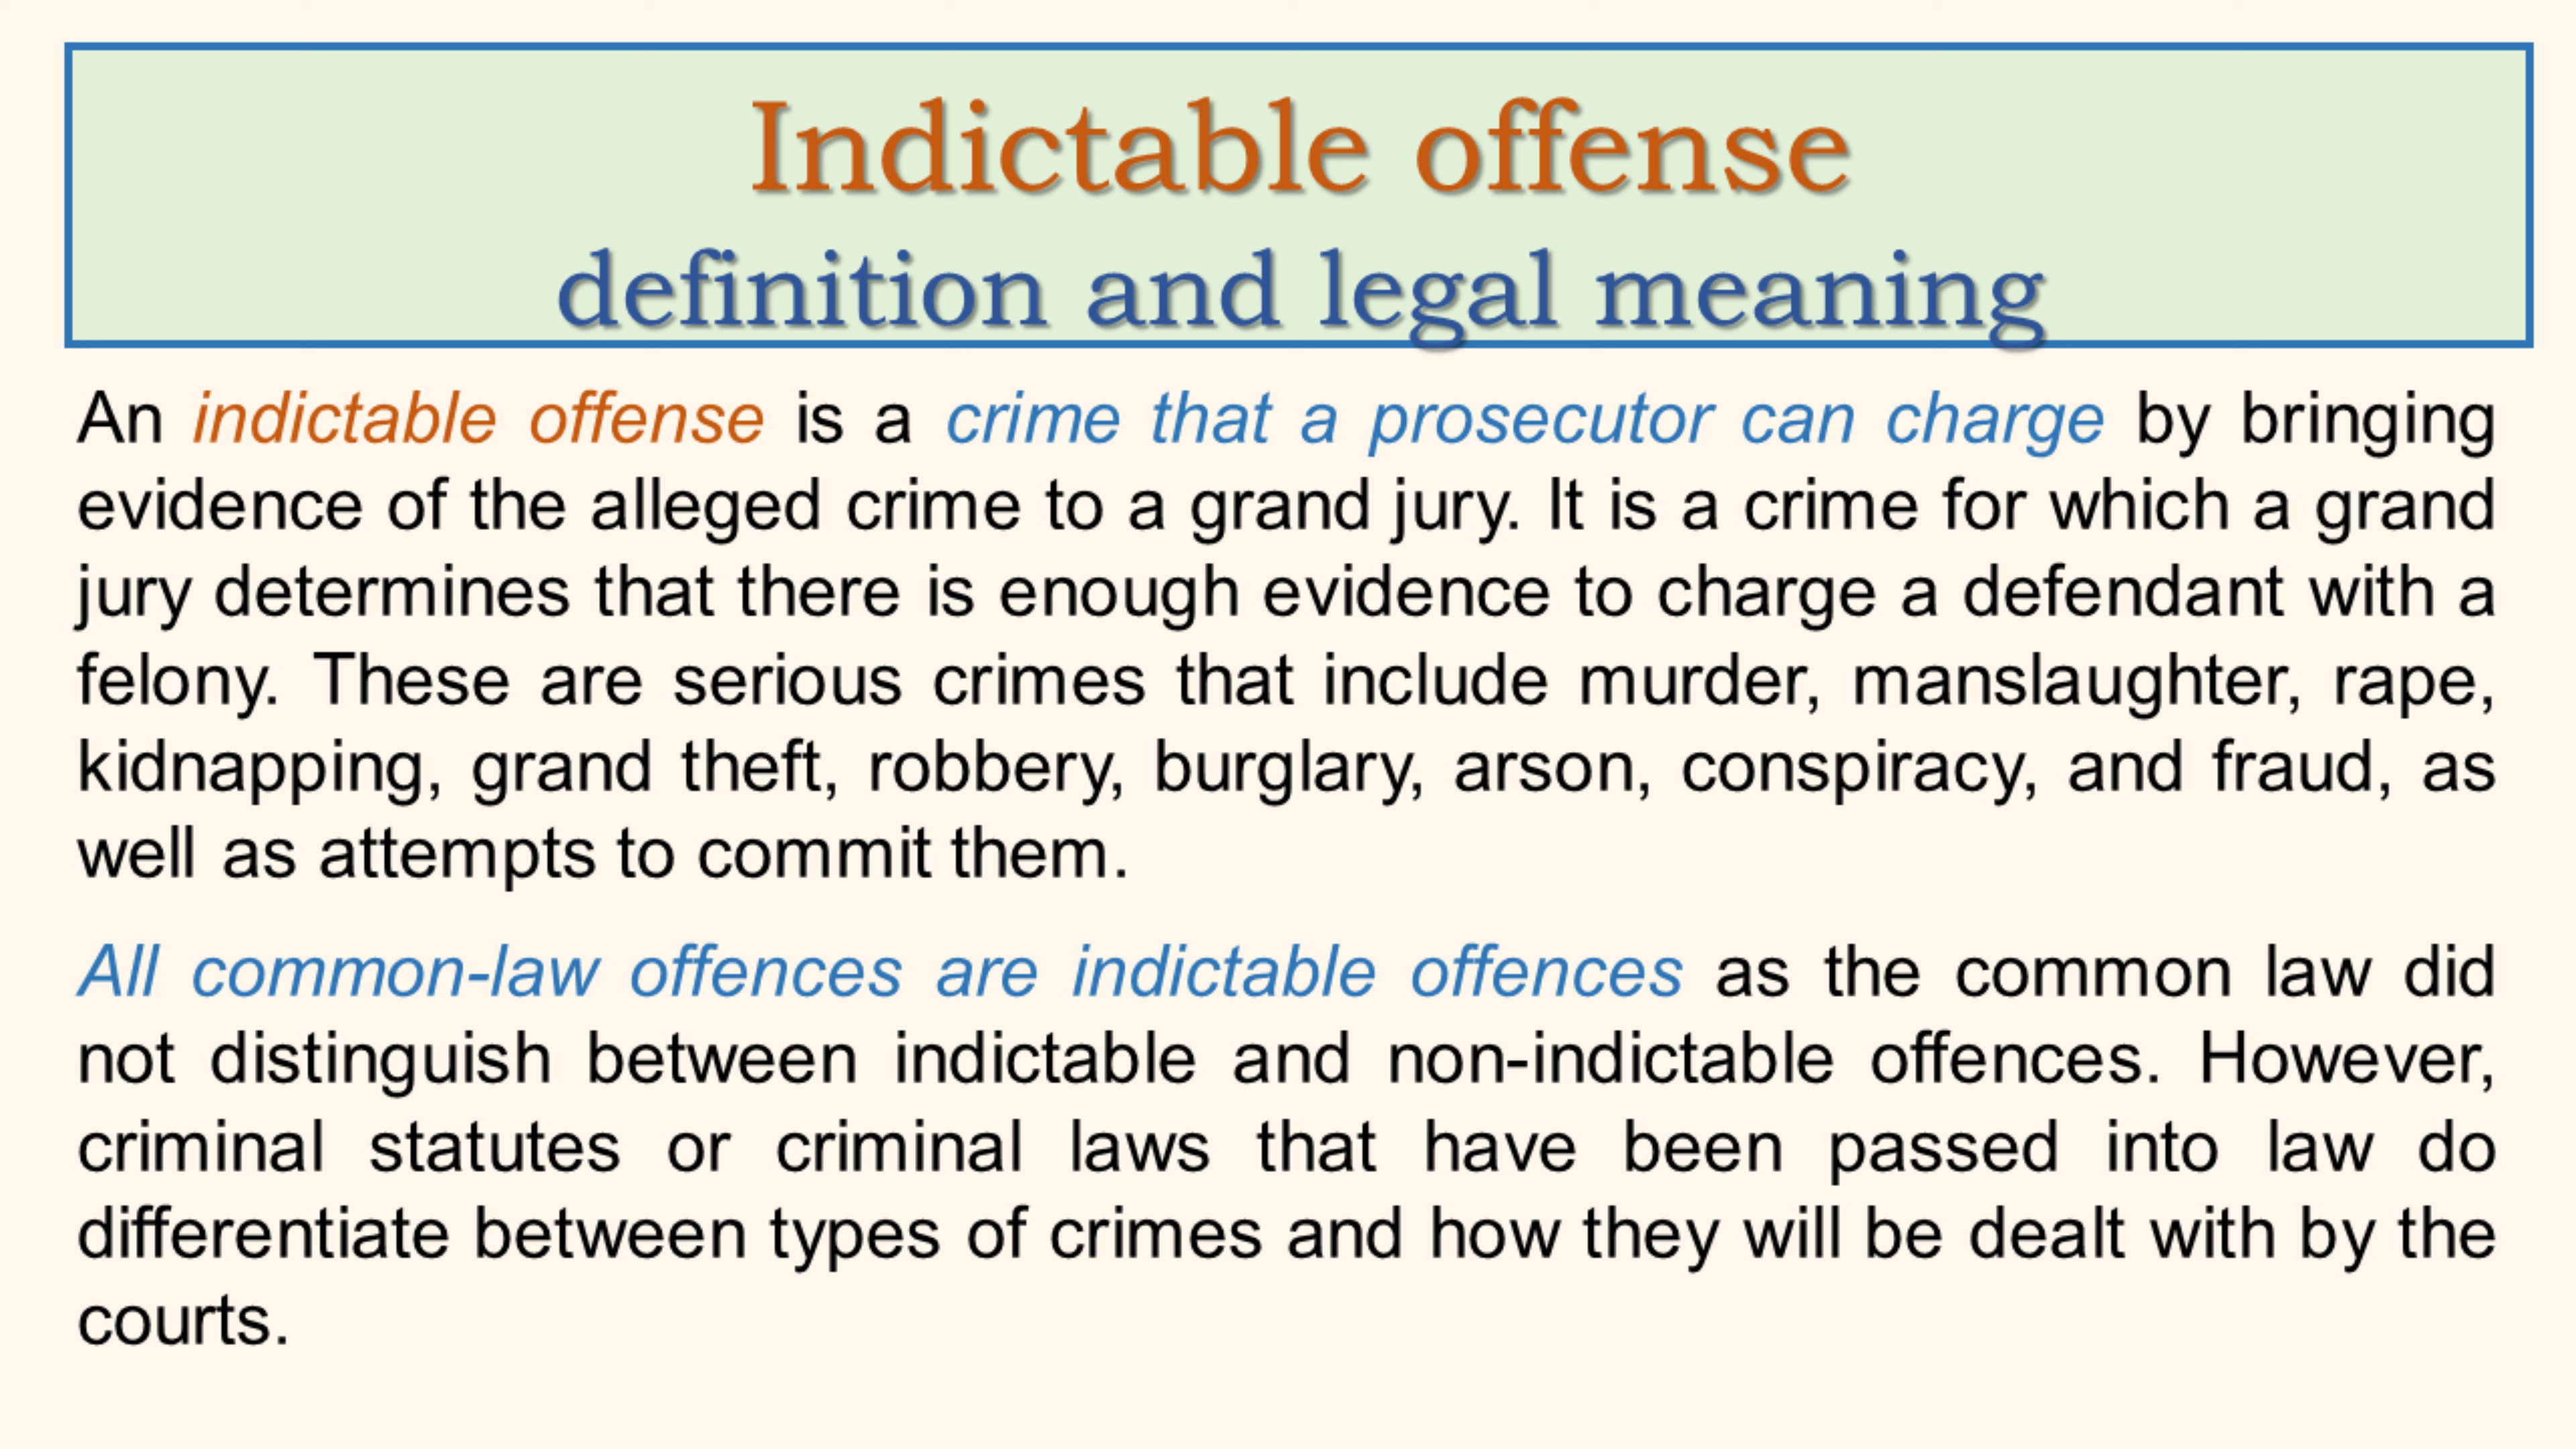 Indictable offense
definition and legal meaning
An indictable offense is a crime that a prosecutor can charge by bringing
evidence of the alleged crime to a grand jury. It is a crime for which a grand
jury determines that there is enough evidence to charge a defendant with a
felony. These are serious crimes that include murder, manslaughter, rape,
kidnapping, grand theft, robbery, burglary, arson, conspiracy, and fraud, as
well as attempts to commit them.
All common-law offences are indictable offences as the common law did
not distinguish between indictable and non-indictable offences. However,
criminal statutes or criminal laws that have been passed into law do
differentiate between types of crimes and how they will be dealt with by the
courts.